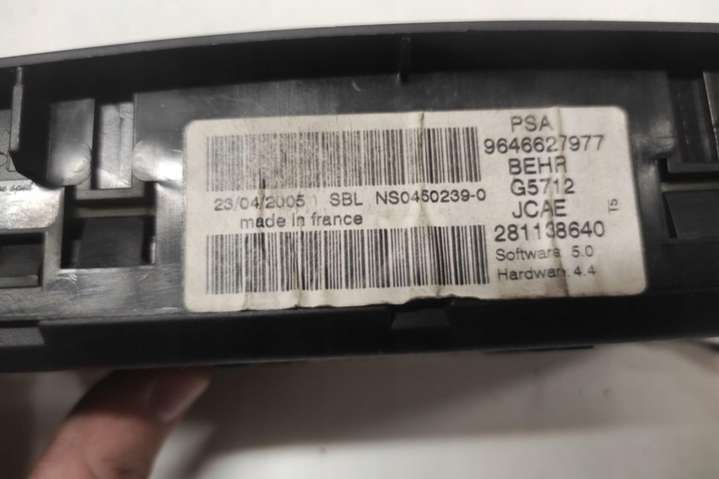 PSA
9646627977
BEHR
G5712
JCAE
281138640
Software 5.0
Hardware 4.4
T5
23/04/2005 SBL NS0450239-0
made in france